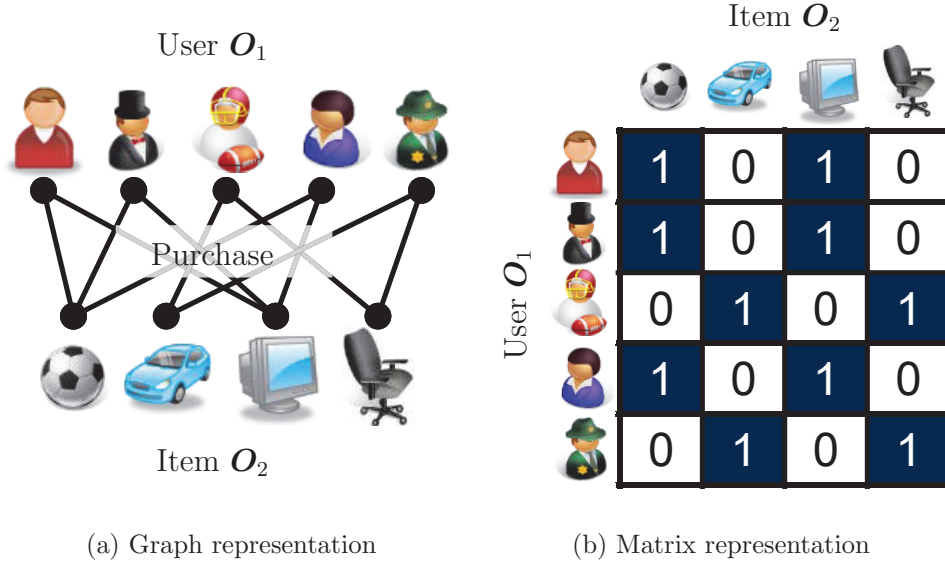 User O₁
Purchase
Item O₂
(a) Graph representation
Item O₂
User O₁
1 0 1 0
1 0 1 0
0 1 0 1
1 0 1 0
0 1 0 1
(b) Matrix representation